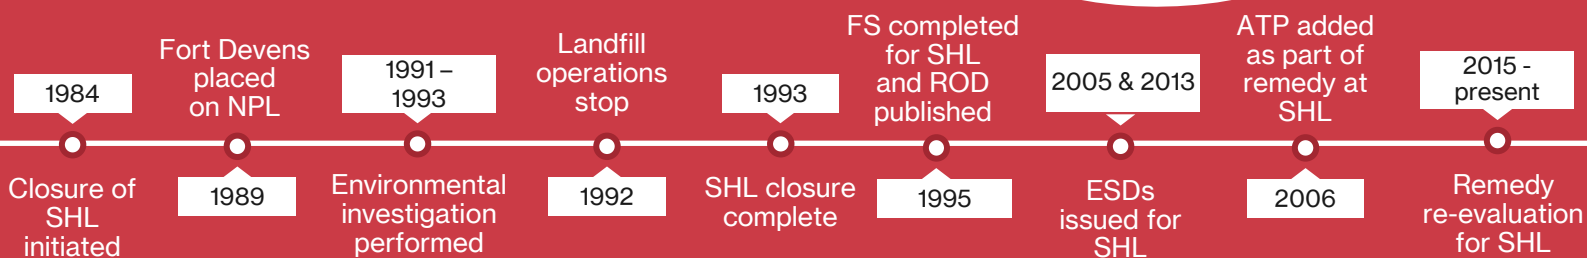 1984
Closure of
SHL
initiated
Fort Devens
placed
on NPL
1989
1991 –
1993
Environmental
investigation
performed
Landfill
operations
stop
1992
1993
SHL closure
complete
FS completed
for SHL
and ROD
published
1995
2005 & 2013
ESDs
issued for
SHL
ATP added
as part of
remedy at
SHL
2006
2015 -
present
Remedy
re-evaluation
for SHL